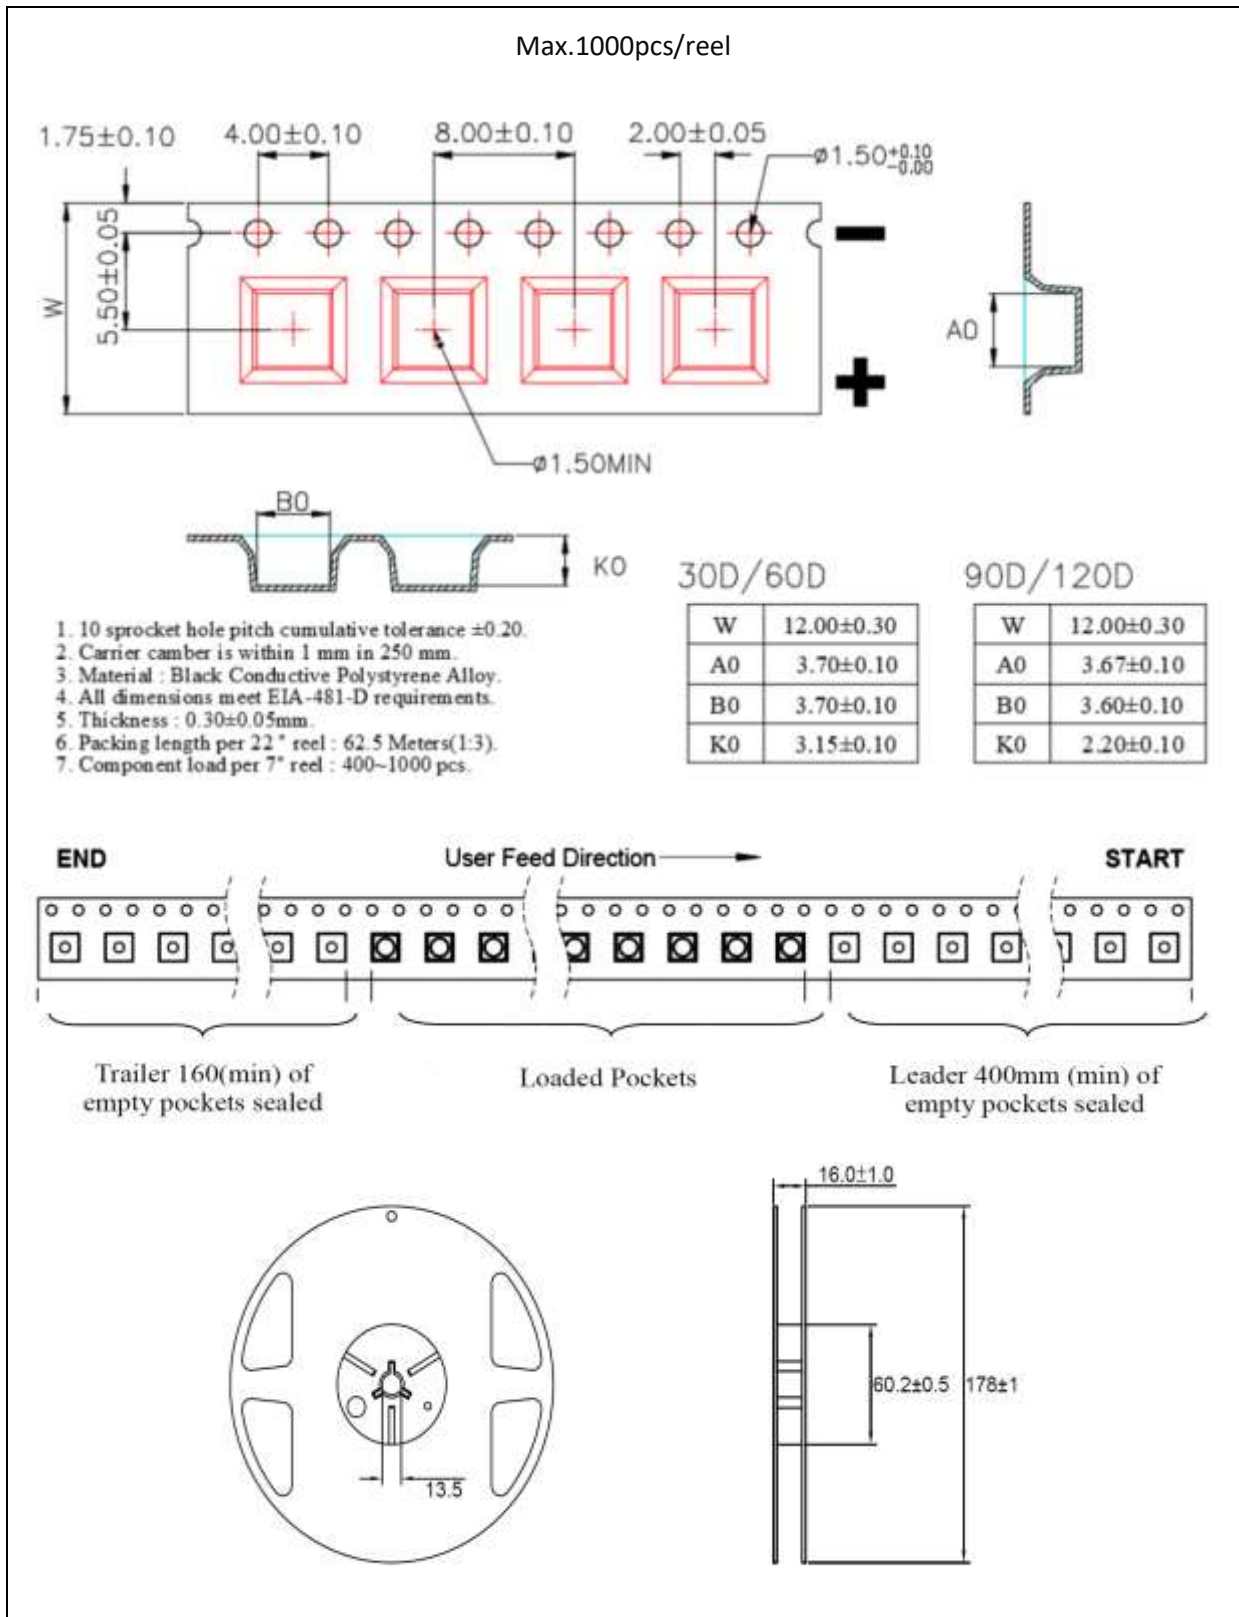 Max.1000pcs/reel
1.75±0.10
4.00±0.10
8.00±0.10
2.00±0.05
Ø1.50+0.10
-0.00
5.50±0.05
W
A0
Ø1.50MIN
B0
K0
30D/60D
W 12.00±0.30
A0 3.70±0.10
B0 3.70±0.10
K0 3.15±0.10
90D/120D
W 12.00±0.30
A0 3.67±0.10
B0 3.60±0.10
K0 2.20±0.10
1. 10 sprocket hole pitch cumulative tolerance ±0.20.
2. Carrier camber is within 1 mm in 250 mm.
3. Material : Black Conductive Polystyrene Alloy.
4. All dimensions meet EIA-481-D requirements.
5. Thickness : 0.30±0.05mm.
6. Packing length per 22" reel : 62.5 Meters(1:3).
7. Component load per 7" reel : 400~1000 pcs.
END
User Feed Direction
START
Trailer 160(min) of
empty pockets sealed
Loaded Pockets
Leader 400mm (min) of
empty pockets sealed
16.0±1.0
60.2±0.5
178±1
13.5